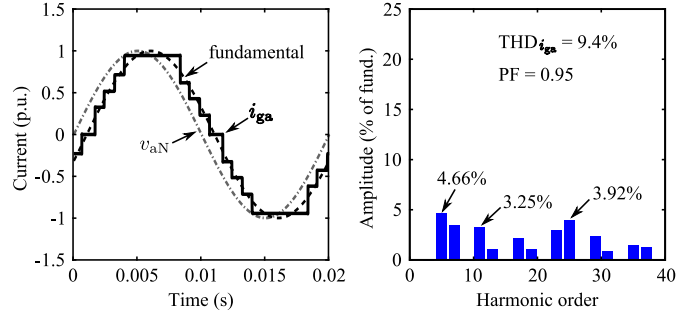 1.5
1
0.5
0
-0.5
-1
-1.5
Current (p.u.)
fundamental
i_ga
v_aN
0
0.005
0.01
0.015
0.02
Time (s)
25
20
15
10
5
0
Amplitude (% of fund.)
THD_i_ga = 9.4%
PF = 0.95
4.66%
3.25%
3.92%
0
10
20
30
40
Harmonic order